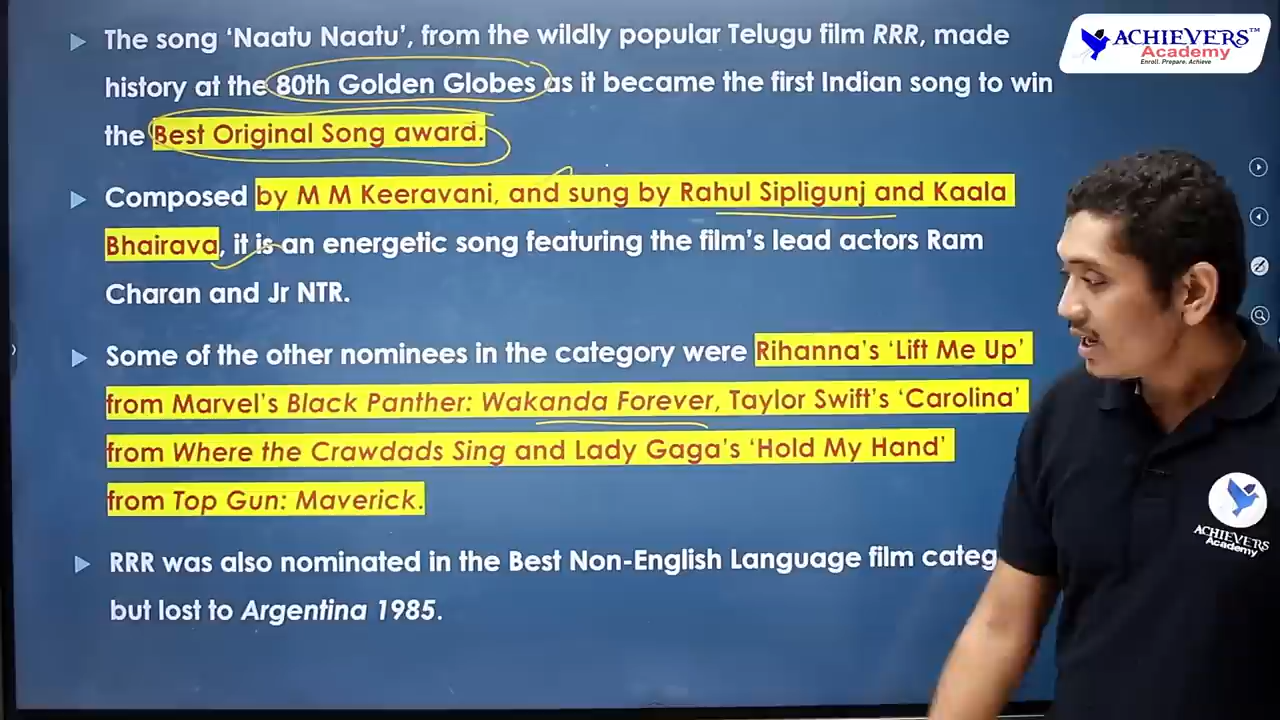 The song ‘Naatu Naatu’, from the wildly popular Telugu film RRR, made
history at the 80th Golden Globes as it became the first Indian song to win
the Best Original Song award.
Composed by M M Keeravani, and sung by Rahul Sipligunj and Kaala
Bhairava, it is an energetic song featuring the film’s lead actors Ram
Charan and Jr NTR.
Some of the other nominees in the category were Rihanna’s ‘Lift Me Up’
from Marvel’s Black Panther: Wakanda Forever, Taylor Swift’s ‘Carolina’
from Where the Crawdads Sing and Lady Gaga’s ‘Hold My Hand’
from Top Gun: Maverick.
RRR was also nominated in the Best Non-English Language film categ
but lost to Argentina 1985.
ACHIEVERS™
Academy
Enroll. Prepare. Achieve
ACHIEVERS
Academy